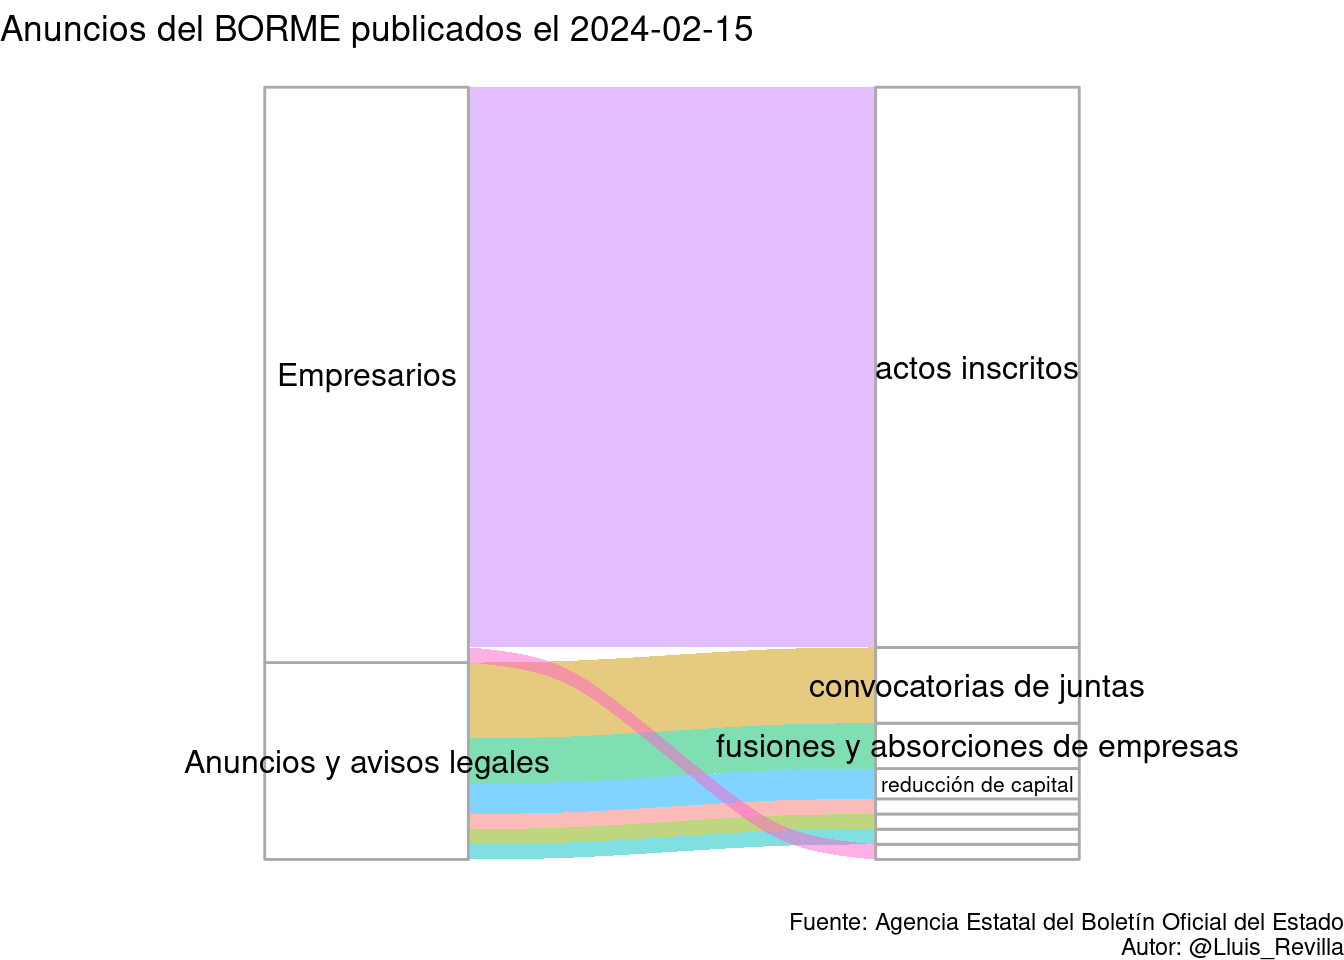 Anuncios del BORME publicados el 2024-02-15
Empresarios
actos inscritos
convocatorias de juntas
fusiones y absorciones de empresas
Anuncios y avisos legales
reducción de capital
Fuente: Agencia Estatal del Boletín Oficial del Estado
Autor: @Lluis_Revilla